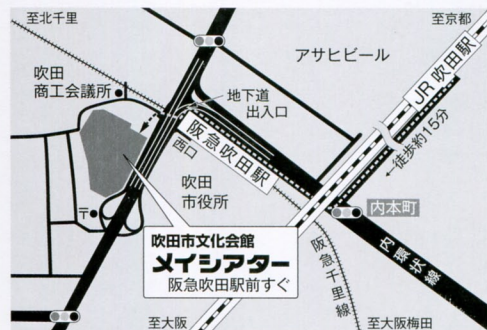 至北千里
至京都
アサヒビール
JR 吹田駅
吹田
商工会議所
地下道
出入口
西口
阪急吹田駅
←徒歩約15分
吹田
市役所
〒
内本町
吹田市文化会館
メイシアター
阪急吹田駅前すぐ
阪急千里線
内環状線
至大阪
至大阪梅田